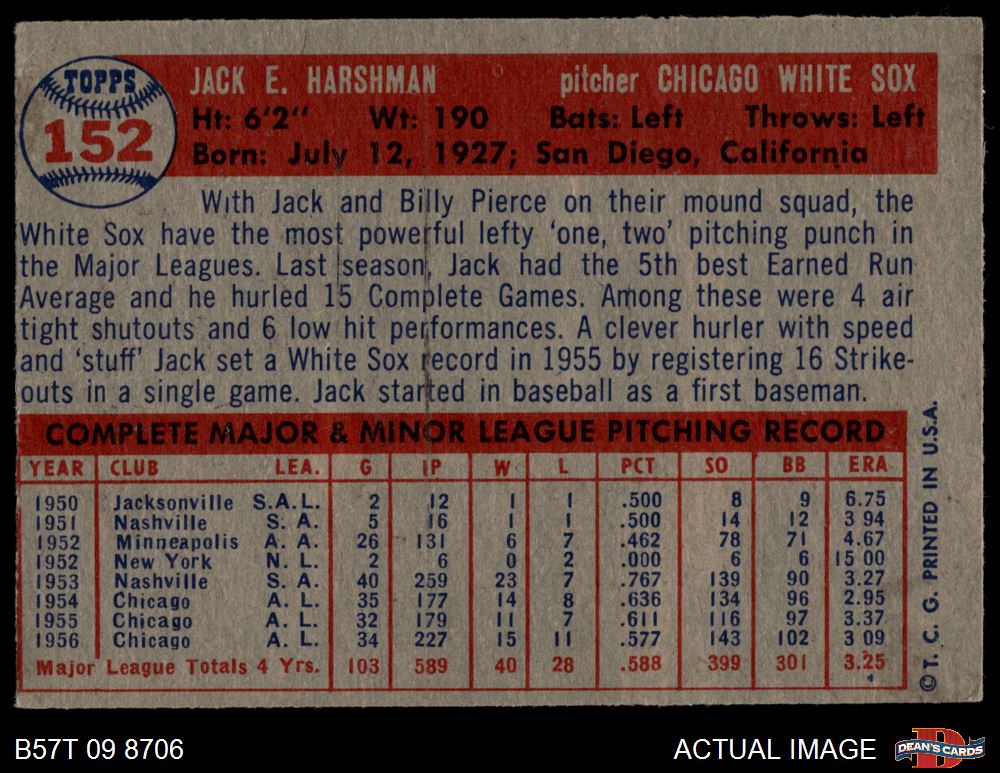 TOPPS
152
JACK E. HARSHMAN pitcher CHICAGO WHITE SOX
Ht: 6'2" Wt: 190 Bats: Left Throws: Left
Born: July 12, 1927; San Diego, California
With Jack and Billy Pierce on their mound squad, the
White Sox have the most powerful lefty 'one, two' pitching punch in
the Major Leagues. Last season, Jack had the 5th best Earned Run
Average and he hurled 15 Complete Games. Among these were 4 air
tight shutouts and 6 low hit performances. A clever hurler with speed
and 'stuff' Jack set a White Sox record in 1955 by registering 16 Strike-
outs in a single game. Jack started in baseball as a first baseman.
COMPLETE MAJOR & MINOR LEAGUE PITCHING RECORD
YEAR CLUB LEA. G IP W L PCT SO BB ERA
1950 Jacksonville S.A.L. 2 12 1 1 .500 8 9 6.75
1951 Nashville S. A. 5 16 1 1 .500 14 12 3 94
1952 Minneapolis A. A. 26 131 6 7 .462 78 71 4.67
1952 New York N. L. 2 6 0 2 .000 6 6 15 00
1953 Nashville S. A. 40 259 23 7 .767 139 90 3.27
1954 Chicago A. L. 35 177 14 8 .636 134 96 2.95
1955 Chicago A. L. 32 179 11 7 .611 116 97 3.37
1956 Chicago A. L. 34 227 15 11 .577 143 102 3 09
Major League Totals 4 Yrs. 103 589 40 28 .588 399 301 3.25
© T. C. G. PRINTED IN U.S.A.
B57T 09 8706 ACTUAL IMAGE
DEAN'S CARDS